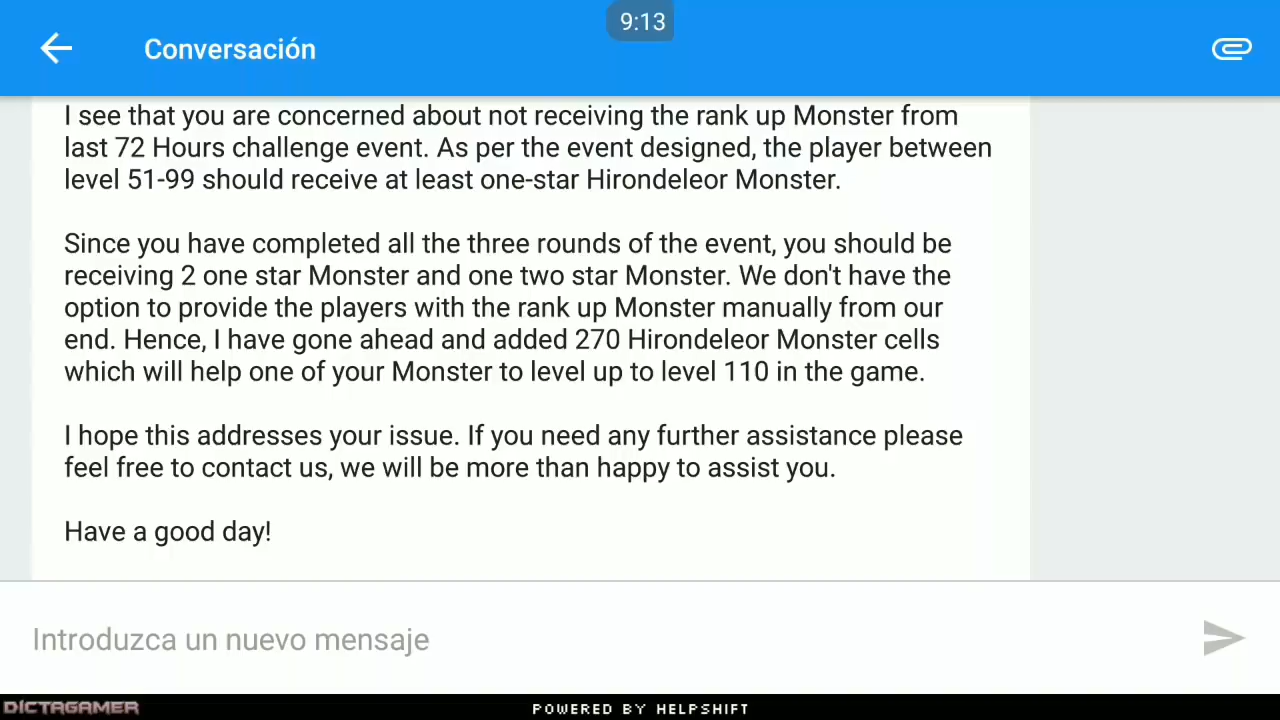 9:13
Conversación
I see that you are concerned about not receiving the rank up Monster from
last 72 Hours challenge event. As per the event designed, the player between
level 51-99 should receive at least one-star Hirondeleor Monster.
Since you have completed all the three rounds of the event, you should be
receiving 2 one star Monster and one two star Monster. We don't have the
option to provide the players with the rank up Monster manually from our
end. Hence, I have gone ahead and added 270 Hirondeleor Monster cells
which will help one of your Monster to level up to level 110 in the game.
I hope this addresses your issue. If you need any further assistance please
feel free to contact us, we will be more than happy to assist you.
Have a good day!
Introduzca un nuevo mensaje
DICTAGAMER
POWERED BY HELPSHIFT